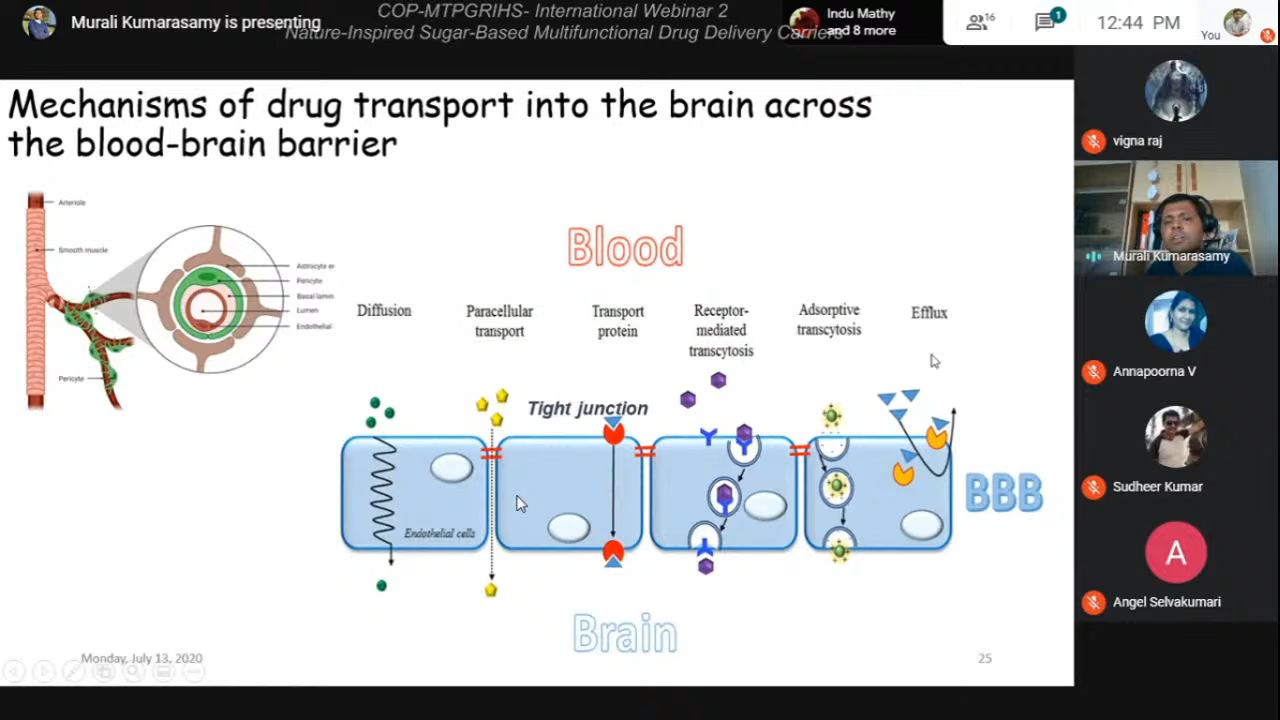 Murali Kumarasamy is presenting
COP-MTPGRIHS- International Webinar 2
Nature-Inspired Sugar-Based Multifunctional Drug Delivery Carriers
Indu Mathy
and 8 more
16
1
12:44 PM
You
Mechanisms of drug transport into the brain across
the blood-brain barrier
Arteriole
Smooth muscle
Pericyte
Astrocyte e
Pericyte
Basal lamin
Lumen
Endothelial
Blood
Diffusion
Paracellular
transport
Transport
protein
Receptor-
mediated
transcytosis
Adsorptive
transcytosis
Efflux
Tight junction
Endothelial cells
BBB
Brain
Monday, July 13, 2020
25
vigna raj
Murali Kumarasamy
Annapoorna V
Sudheer Kumar
A
Angel Selvakumari